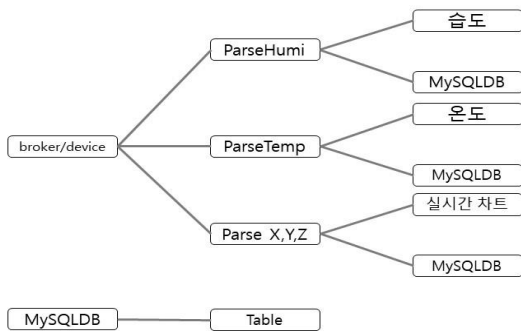 습도
ParseHumi
MySQLDB
온도
broker/device
ParseTemp
MySQLDB
실시간 차트
Parse X,Y,Z
MySQLDB
MySQLDB
Table